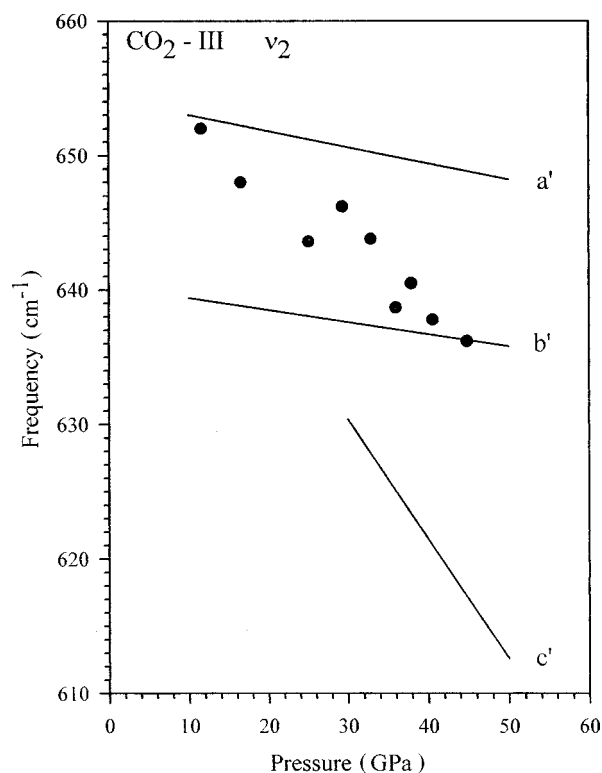 660
CO2 - III ν2
650
640
630
620
610
a'
b'
c'
Frequency ( cm−1 )
0 10 20 30 40 50 60
Pressure ( GPa )